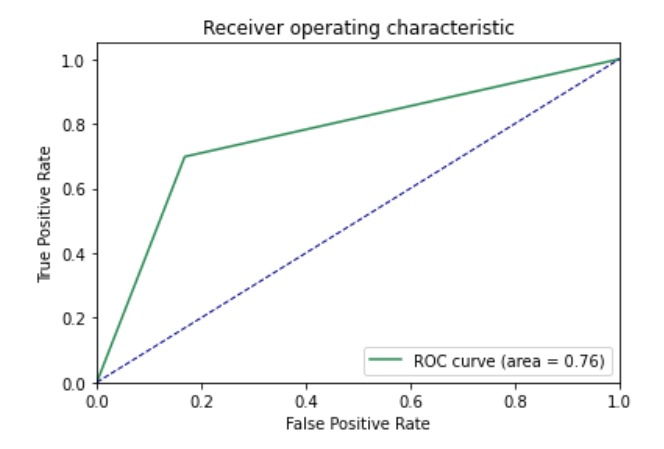 Receiver operating characteristic
1.0
0.8
0.6
0.4
0.2
0.0
True Positive Rate
ROC curve (area = 0.76)
0.0 0.2 0.4 0.6 0.8 1.0
False Positive Rate